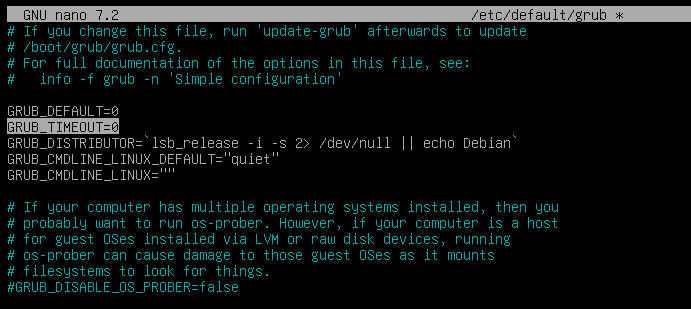 GNU nano 7.2 /etc/default/grub *
# If you change this file, run 'update-grub' afterwards to update
# /boot/grub/grub.cfg.
# For full documentation of the options in this file, see:
#   info -f grub -n 'Simple configuration'
GRUB_DEFAULT=0
GRUB_TIMEOUT=0
GRUB_DISTRIBUTOR=`lsb_release -i -s 2> /dev/null || echo Debian`
GRUB_CMDLINE_LINUX_DEFAULT="quiet"
GRUB_CMDLINE_LINUX=""
# If your computer has multiple operating systems installed, then you
# probably want to run os-prober. However, if your computer is a host
# for guest OSes installed via LVM or raw disk devices, running
# os-prober can cause damage to those guest OSes as it mounts
# filesystems to look for things.
#GRUB_DISABLE_OS_PROBER=false